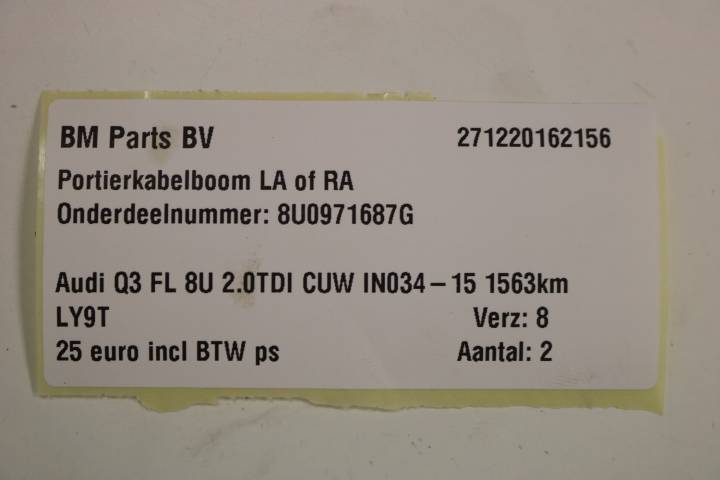 BM Parts BV 271220162156
Portierkabelboom LA of RA
Onderdeelnummer: 8U0971687G
Audi Q3 FL 8U 2.0TDI CUW IN034 – 15 1563km
LY9T Verz: 8
25 euro incl BTW ps Aantal: 2